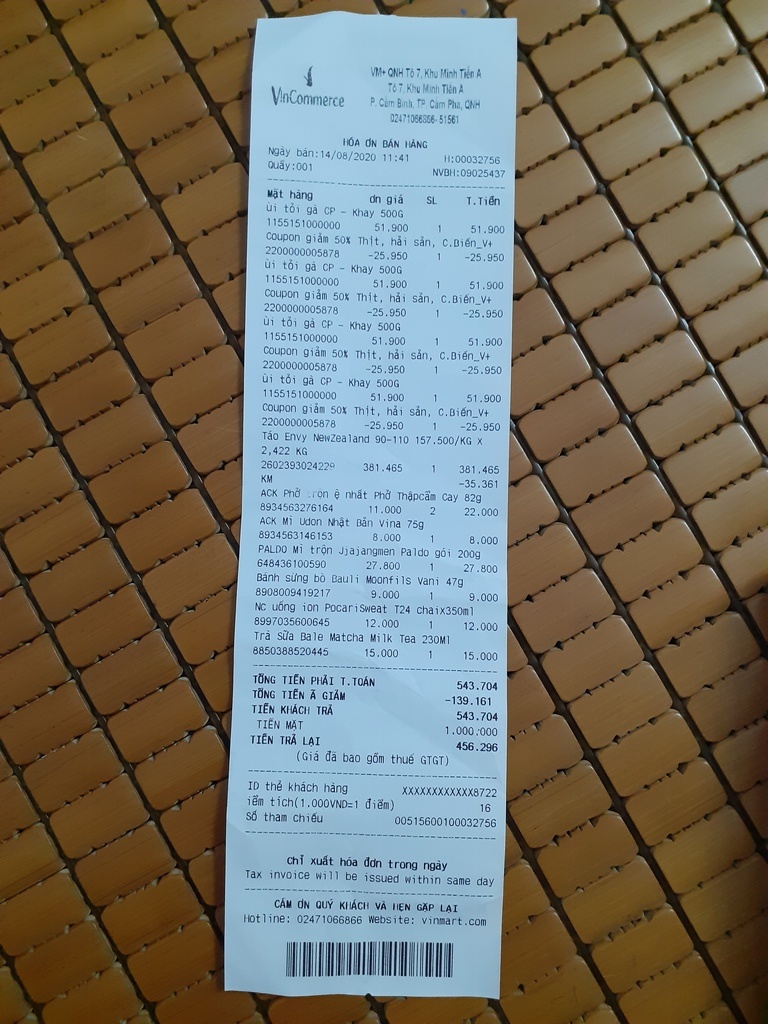 VinCommerce
VM+ QNH Tổ 7, Khu Minh Tiến A
Tổ 7, Khu Minh Tiến A
P. Cẩm Bình, TP. Cẩm Phả, QNH
02471066866- 51561
HÓA ƠN BÁN HÀNG
Ngày bán:14/08/2020 11:41 H:00032756
Quầy:001 NVBH:09025437
Mặt hàng ơn giá SL T.Tiền
ùi tỏi gà CP - Khay 500G
1155151000000 51.900 1 51.900
Coupon giảm 50% Thịt, hải sản, C.Biến_V+
2200000005878 -25.950 1 -25.950
ùi tỏi gà CP - Khay 500G
1155151000000 51.900 1 51.900
Coupon giảm 50% Thịt, hải sản, C.Biến_V+
2200000005878 -25.950 1 -25.950
ùi tỏi gà CP - Khay 500G
1155151000000 51.900 1 51.900
Coupon giảm 50% Thịt, hải sản, C.Biến_V+
2200000005878 -25.950 1 -25.950
ùi tỏi gà CP - Khay 500G
1155151000000 51.900 1 51.900
Coupon giảm 50% Thịt, hải sản, C.Biến_V+
2200000005878 -25.950 1 -25.950
Táo Envy NewZealand 90-110 157.500/KG X
2,422 KG
2602393024229 381.465 1 381.465
KM -35.361
ACK Phở ệ nhất Phở Thậpcẩm Cay 82g
8934563276164 11.000 2 22.000
ACK Mì Udon Nhật Bản Vina 75g
8934563146153 8.000 1 8.000
PALDO Mì trộn Jjajangmen Paldo gói 200g
648436100590 27.800 1 27.800
Bánh sừng bò Bauli Moonfils Vani 47g
8908009419217 9.000 1 9.000
Nc uống ion PocariSweat T24 chaix350ml
8997035600645 12.000 1 12.000
Trà Sữa Bale Matcha Milk Tea 230Ml
8850388520445 15.000 1 15.000
TỔNG TIỀN PHẢI T.TOÁN 543.704
TỔNG TIỀN Ã GIẢM -139.161
TIỀN KHÁCH TRẢ 543.704
TIỀN MẶT 1.000.000
TIỀN TRẢ LẠI 456.296
(Giá đã bao gồm thuế GTGT)
ID thẻ khách hàng XXXXXXXXXXXX8722
iểm tích(1.000VND=1 điểm) 16
Số tham chiếu 00515600100032756
Chỉ xuất hóa đơn trong ngày
Tax invoice will be issued within same day
CẢM ƠN QUÝ KHÁCH VÀ HẸN GẶP LẠI
Hotline: 02471066866 Website: vinmart.com